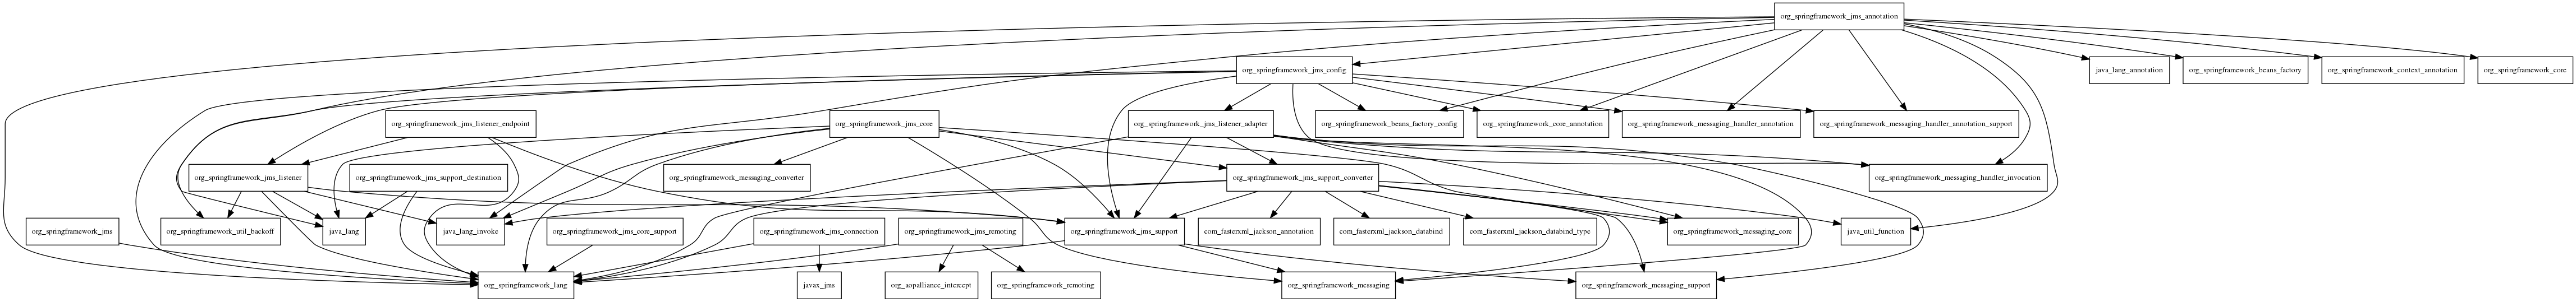 org_springframework_jms_annotation
org_springframework_jms_config
java_lang_annotation
org_springframework_beans_factory
org_springframework_context_annotation
org_springframework_core
org_springframework_jms_listener_endpoint
org_springframework_jms_core
org_springframework_jms_listener_adapter
org_springframework_beans_factory_config
org_springframework_core_annotation
org_springframework_messaging_handler_annotation
org_springframework_messaging_handler_annotation_support
org_springframework_jms_listener
org_springframework_jms_support_destination
org_springframework_messaging_converter
org_springframework_jms_support_converter
org_springframework_messaging_handler_invocation
org_springframework_jms
org_springframework_util_backoff
java_lang
java_lang_invoke
org_springframework_jms_core_support
org_springframework_jms_connection
org_springframework_jms_remoting
org_springframework_jms_support
com_fasterxml_jackson_annotation
com_fasterxml_jackson_databind
com_fasterxml_jackson_databind_type
org_springframework_messaging_core
java_util_function
org_springframework_lang
javax_jms
org_aopalliance_intercept
org_springframework_remoting
org_springframework_messaging
org_springframework_messaging_support